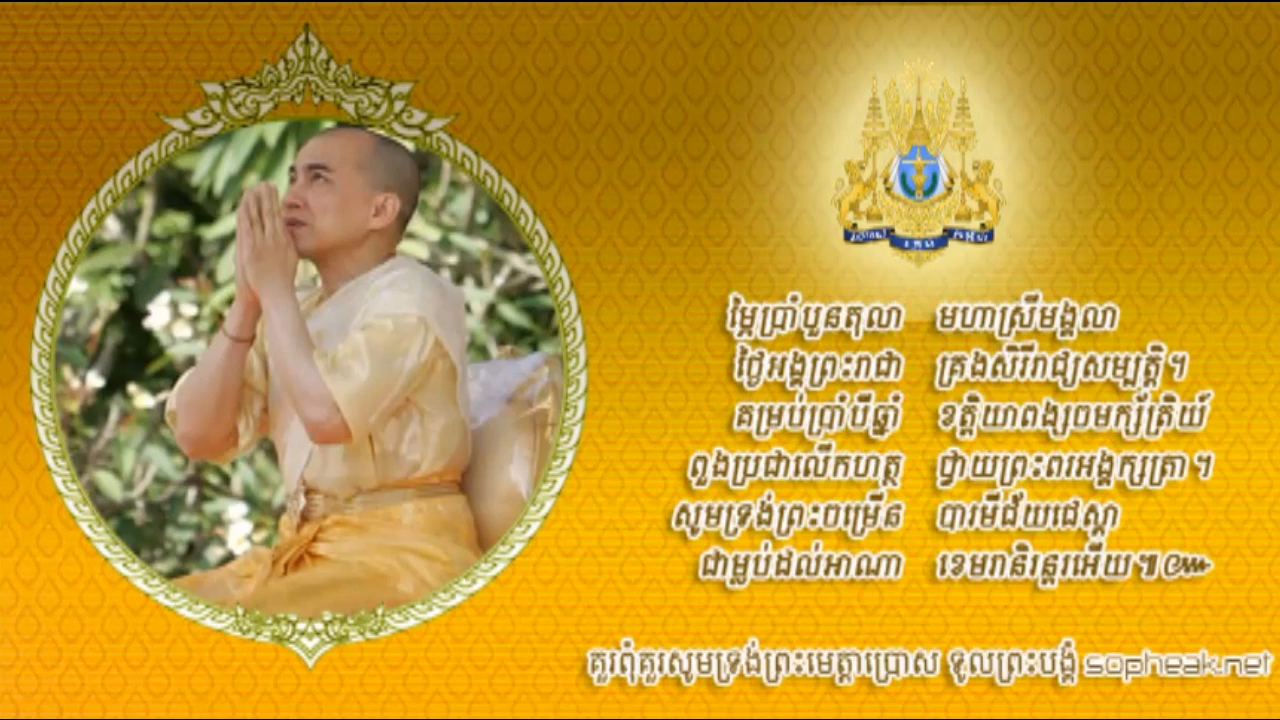 ម្ភៃប្រាំបួនតុលា មហាស្រីមង្គលា
ថ្ងៃអង្គព្រះរាជា គ្រងសិរីរាជ្យសម្បត្តិ។
គម្រប់ប្រាំបីឆ្នាំ ខត្តិយាពង្សចមក្ស័ត្រិយ៍
ពួងប្រជាលើកហត្ថ ថ្វាយព្រះពរអង្គក្សត្រា។
សូមទ្រង់ព្រះចម្រើន បារមីជ័យជេស្ឋា
ជាម្លប់ដល់អាណា ខេមរានិរន្តរអើយ៕
គួរពុំគួរសូមទ្រង់ព្រះមេត្តាប្រោស ទូលព្រះបង្គំ sopheak.net